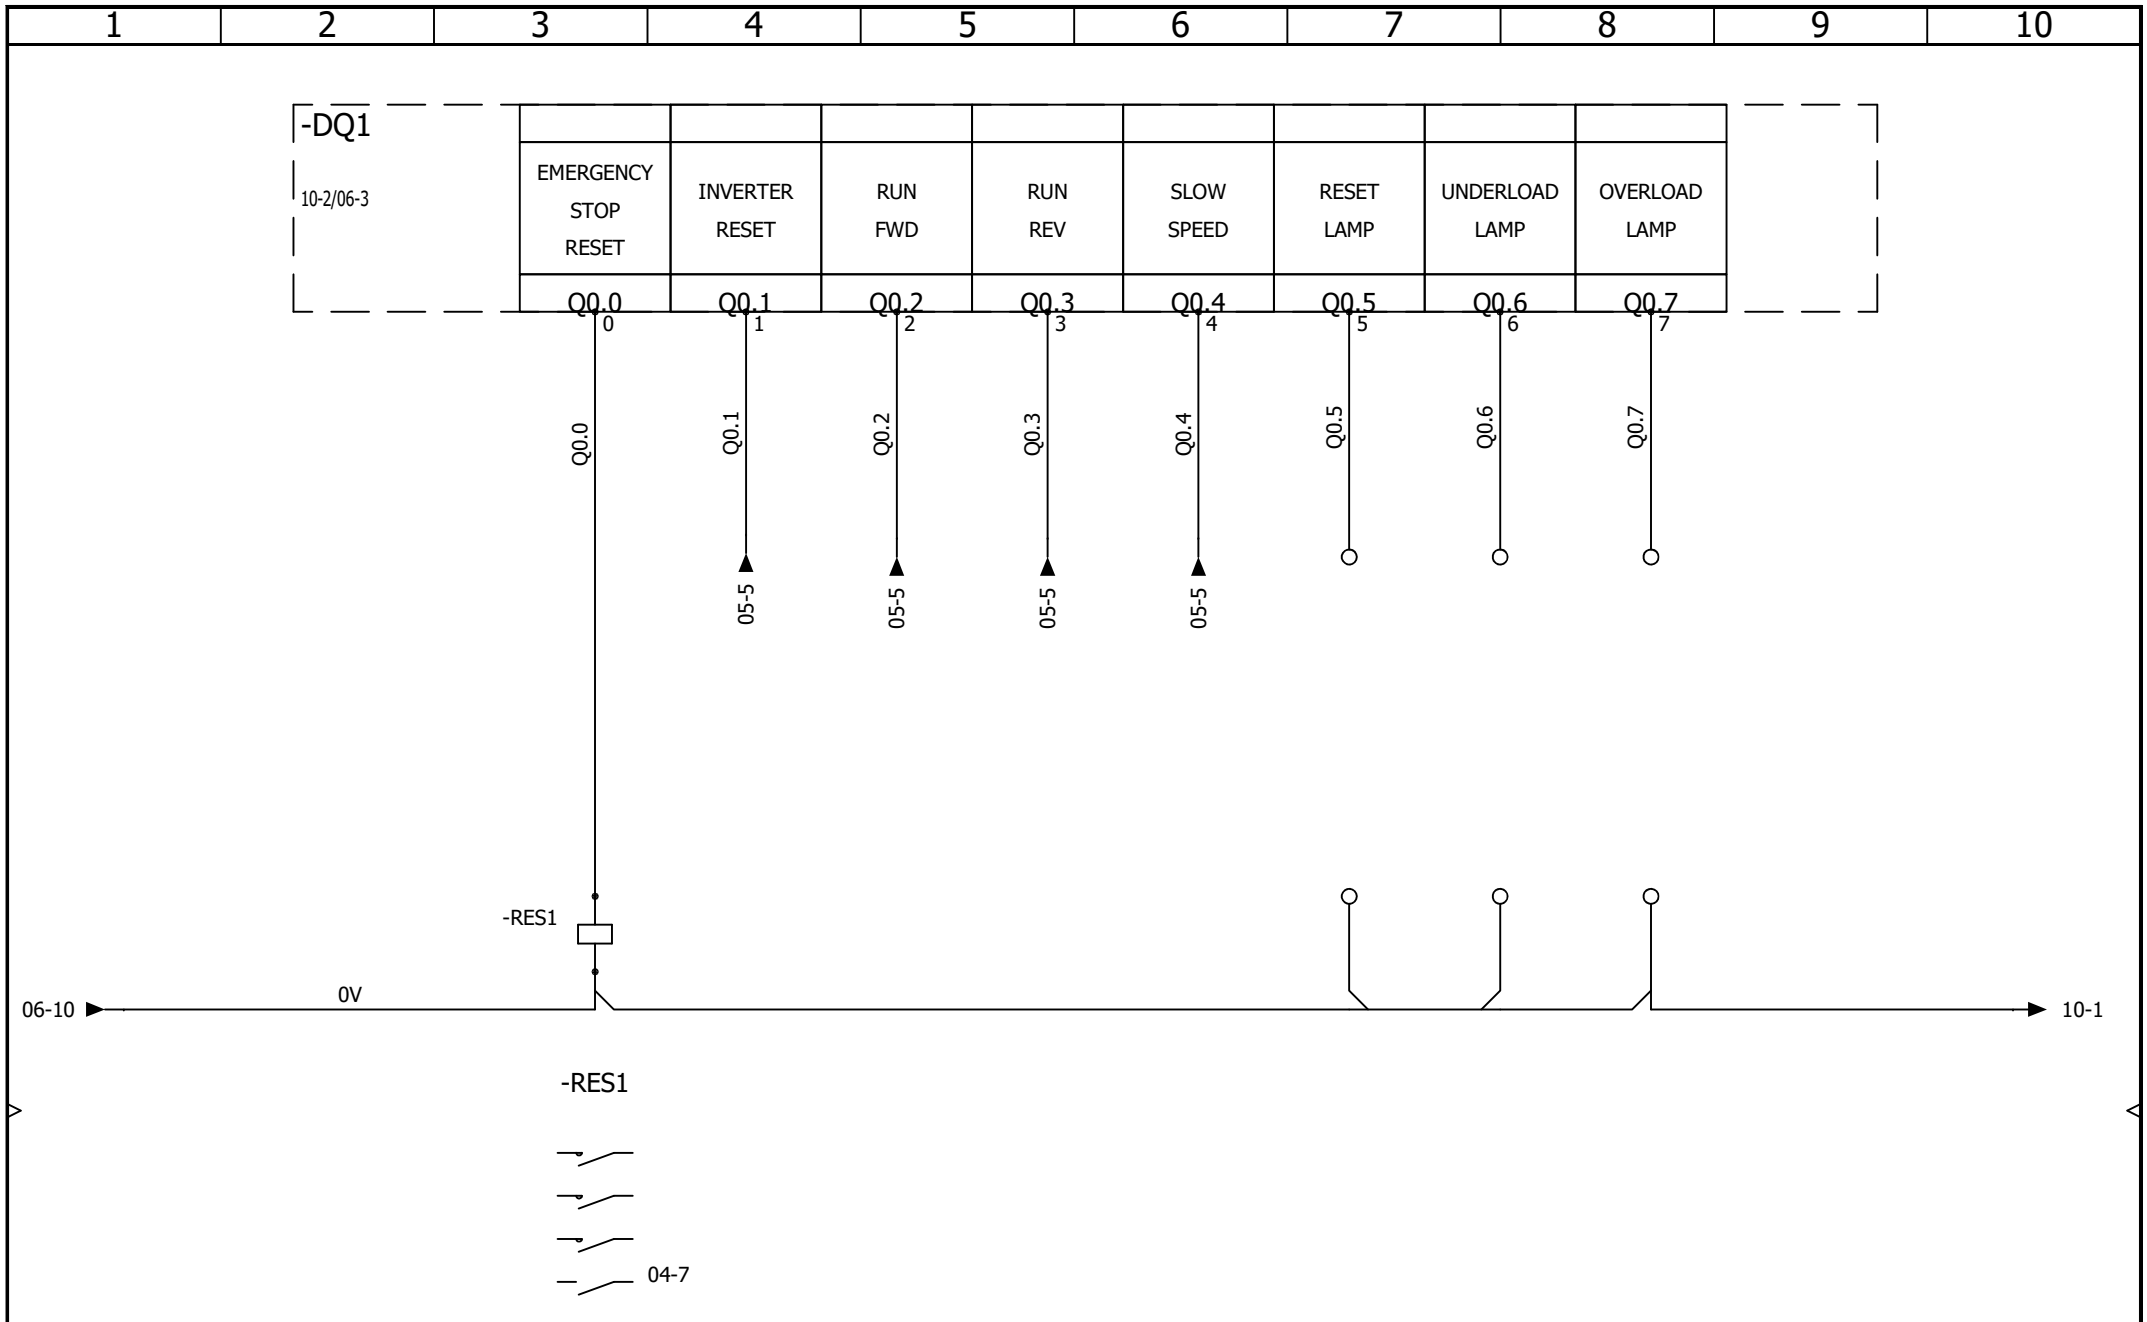 1 2 3 4 5 6 7 8 9 10
-DQ1
10-2/06-3
EMERGENCY
STOP
RESET
INVERTER
RESET
RUN
FWD
RUN
REV
SLOW
SPEED
RESET
LAMP
UNDERLOAD
LAMP
OVERLOAD
LAMP
Q0.0 Q0.1 Q0.2 Q0.3 Q0.4 Q0.5 Q0.6 Q0.7
0 1 2 3 4 5 6 7
Q0.0 Q0.1 Q0.2 Q0.3 Q0.4 Q0.5 Q0.6 Q0.7
05-5 05-5 05-5 05-5
-RES1
0V
06-10
10-1
-RES1
04-7